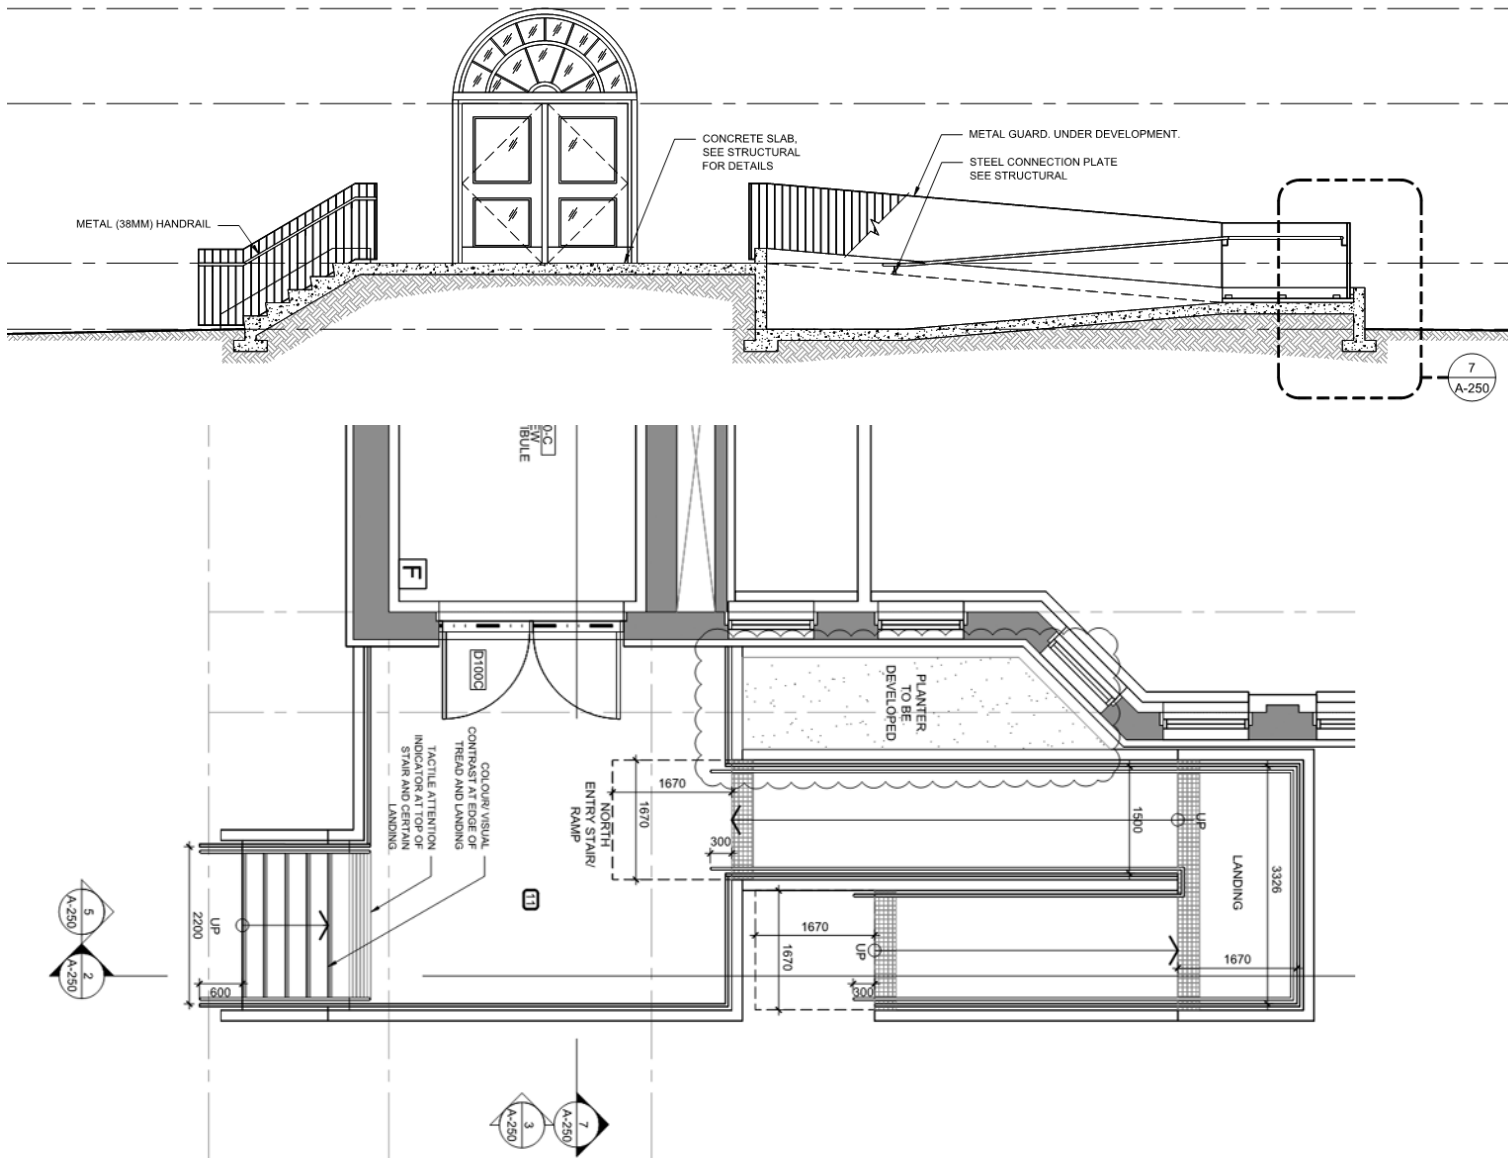 CONCRETE SLAB,
SEE STRUCTURAL
FOR DETAILS
METAL GUARD. UNDER DEVELOPMENT.
STEEL CONNECTION PLATE
SEE STRUCTURAL
METAL (38MM) HANDRAIL
7
A-250
IBULE
F
D100C
PLANTER
TO BE
DEVELOPED
COLOUR/ VISUAL
CONTRAST AT EDGE OF
TREAD AND LANDING
TACTILE ATTENTION
INDICATOR AT TOP OF
STAIR AND CERTAIN
LANDING
NORTH
ENTRY STAIR/
RAMP
1670
1670
300
1500
UP
LANDING
3326
11
1670
1670
UP
300
1670
UP
2200
600
5
A-250
2
A-250
3
A-250
7
A-250